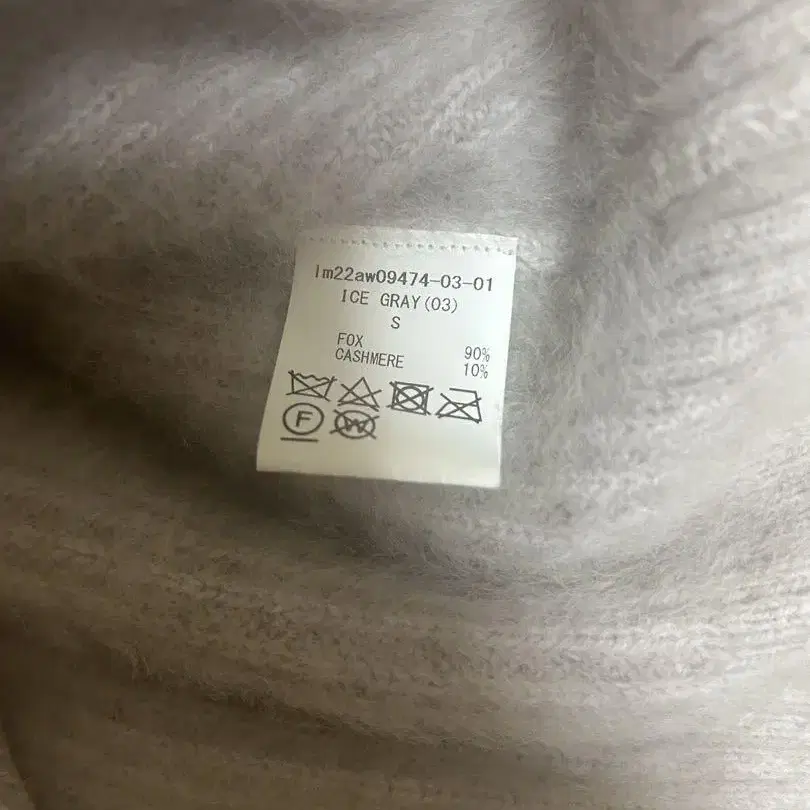 lm22aw09474-03-01
ICE GRAY(03)
S
FOX 90%
CASHMERE 10%
F
W